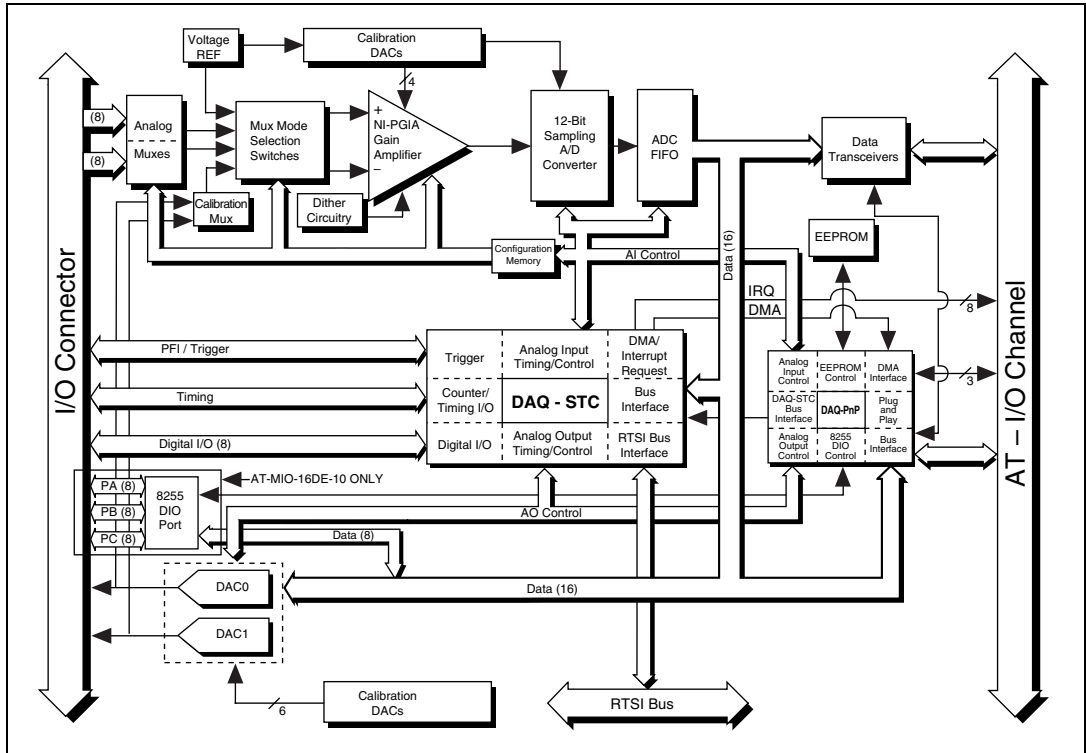 Voltage
REF
Calibration
DACs
4
(8)
(8)
Analog
Muxes
Mux Mode
Selection
Switches
+
NI-PGIA
Gain
Amplifier
–
12-Bit
Sampling
A/D
Converter
ADC
FIFO
Data
Transceivers
Calibration
Mux
Dither
Circuitry
Configuration
Memory
AI Control
Data (16)
EEPROM
IRQ
DMA
8
3
I/O Connector
AT – I/O Channel
PFI / Trigger
Timing
Digital I/O (8)
Trigger
Analog Input
Timing/Control
DMA/
Interrupt
Request
Counter/
Timing I/O
DAQ - STC
Bus
Interface
Digital I/O
Analog Output
Timing/Control
RTSI Bus
Interface
Analog
Input
Control
EEPROM
Control
DMA
Interface
DAQ-STC
Bus
Interface
DAQ-PnP
Plug
and
Play
Analog
Output
Control
8255
DIO
Control
Bus
Interface
AT-MIO-16DE-10 ONLY
PA (8)
PB (8)
PC (8)
8255
DIO
Port
AO Control
Data (8)
Data (16)
DAC0
DAC1
6
Calibration
DACs
RTSI Bus